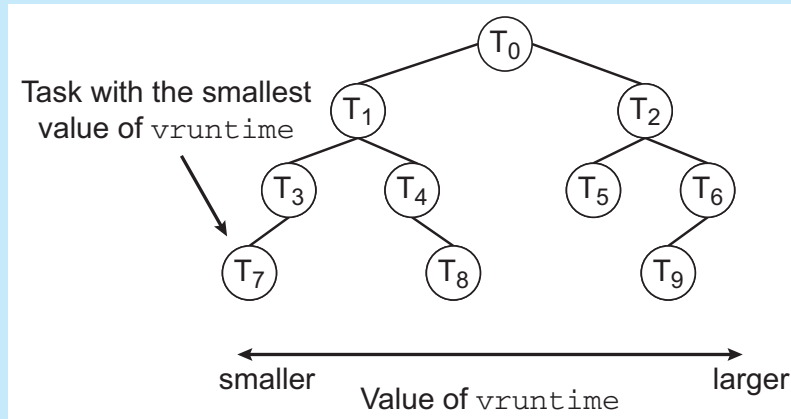 T₀
Task with the smallest
value of vruntime
T₁
T₂
T₃
T₄
T₅
T₆
T₇
T₈
T₉
smaller
larger
Value of vruntime